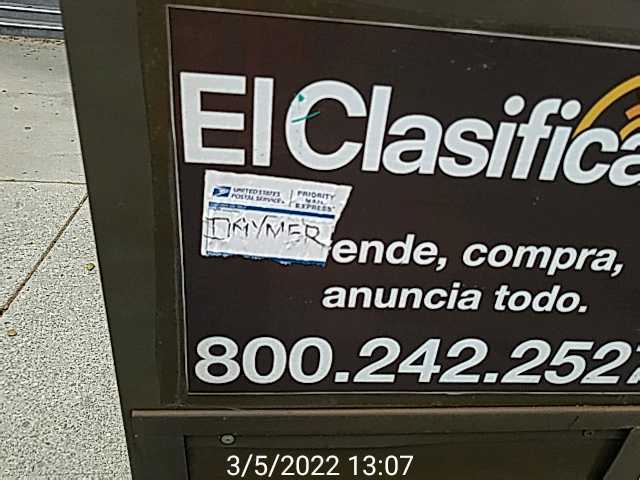 El Clasifica
UNITED STATES POSTAL SERVICE
PRIORITY MAIL EXPRESS
DAYMER
ende, compra,
anuncia todo.
800.242.2527
3/5/2022 13:07